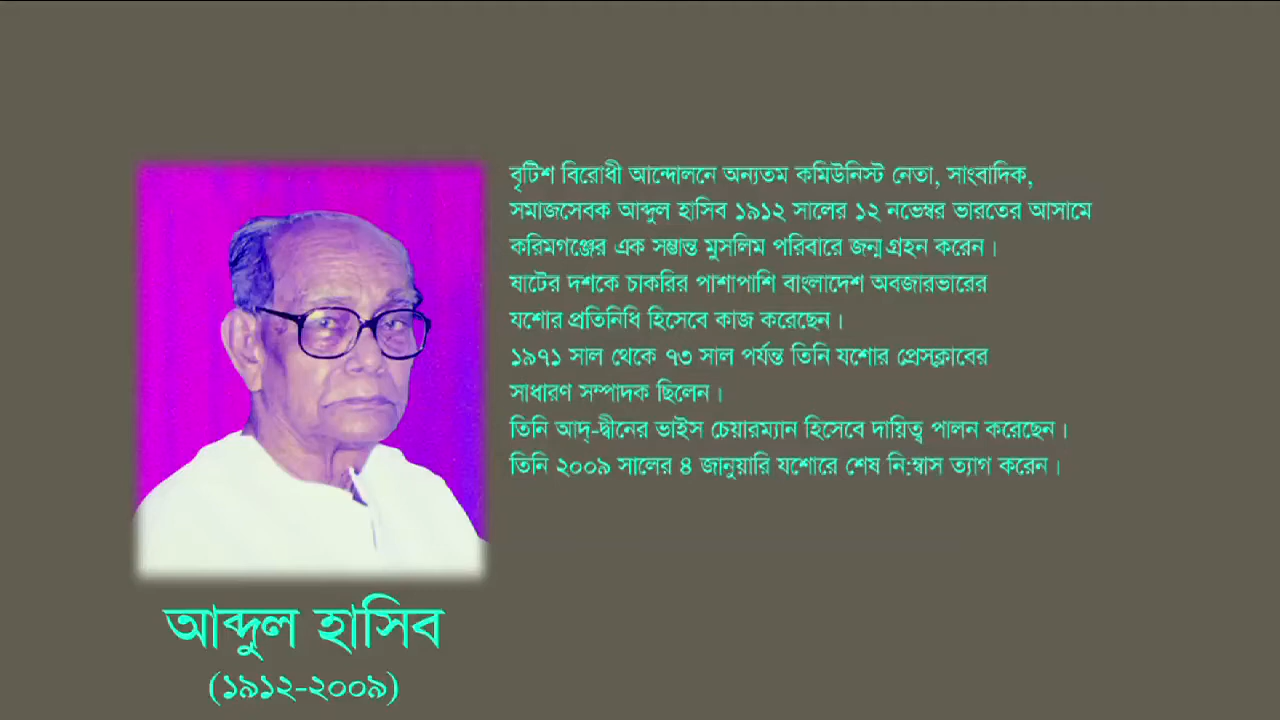 বৃটিশ বিরোধী আন্দোলনে অন্যতম কমিউনিস্ট নেতা, সাংবাদিক,
সমাজসেবক আব্দুল হাসিব ১৯১২ সালের ১২ নভেম্বর ভারতের আসামে
করিমগঞ্জের এক সম্ভ্রান্ত মুসলিম পরিবারে জন্মগ্রহন করেন।
ষাটের দশকে চাকরির পাশাপাশি বাংলাদেশ অবজারভারের
যশোর প্রতিনিধি হিসেবে কাজ করেছেন।
১৯৭১ সাল থেকে ৭৩ সাল পর্যন্ত তিনি যশোর প্রেসক্লাবের
সাধারণ সম্পাদক ছিলেন।
তিনি আদ্-দ্বীনের ভাইস চেয়ারম্যান হিসেবে দায়িত্ব পালন করেছেন।
তিনি ২০০৯ সালের ৪ জানুয়ারি যশোরে শেষ নি:শ্বাস ত্যাগ করেন।
আব্দুল হাসিব
(১৯১২-২০০৯)